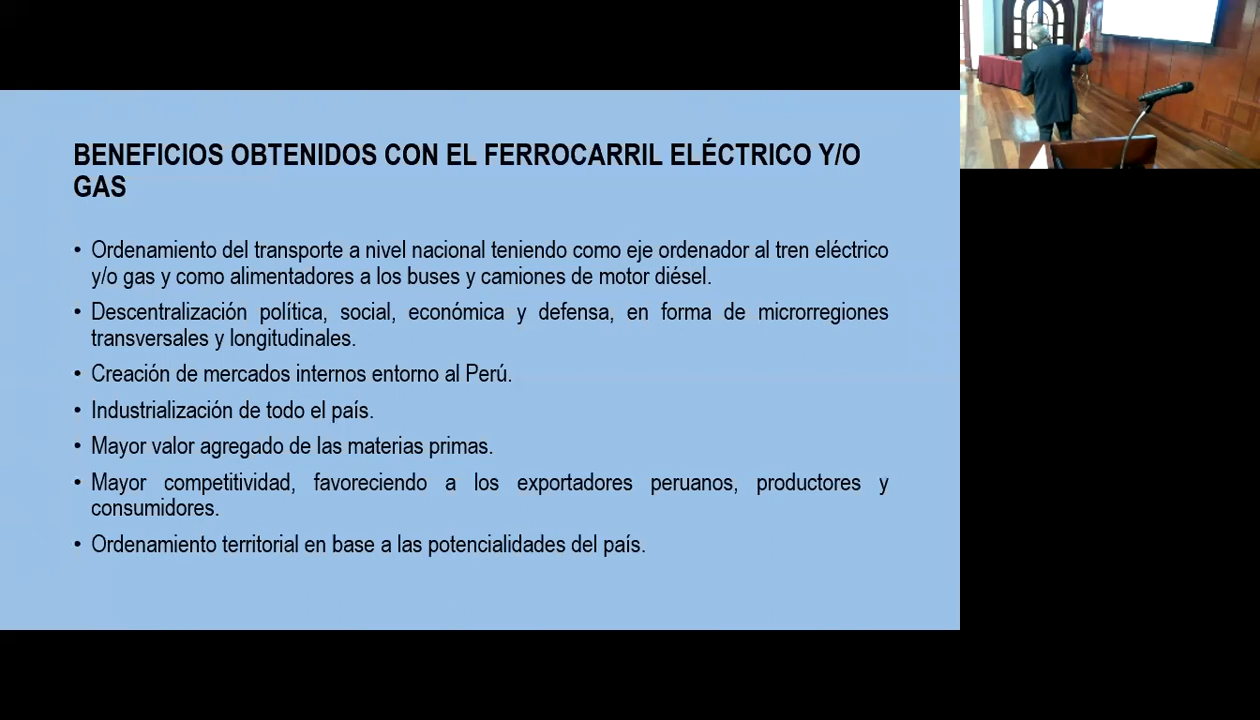 BENEFICIOS OBTENIDOS CON EL FERROCARRIL ELÉCTRICO Y/O
GAS
• Ordenamiento del transporte a nivel nacional teniendo como eje ordenador al tren eléctrico
y/o gas y como alimentadores a los buses y camiones de motor diésel.
• Descentralización política, social, económica y defensa, en forma de microrregiones
transversales y longitudinales.
• Creación de mercados internos entorno al Perú.
• Industrialización de todo el país.
• Mayor valor agregado de las materias primas.
• Mayor competitividad, favoreciendo a los exportadores peruanos, productores y
consumidores.
• Ordenamiento territorial en base a las potencialidades del país.